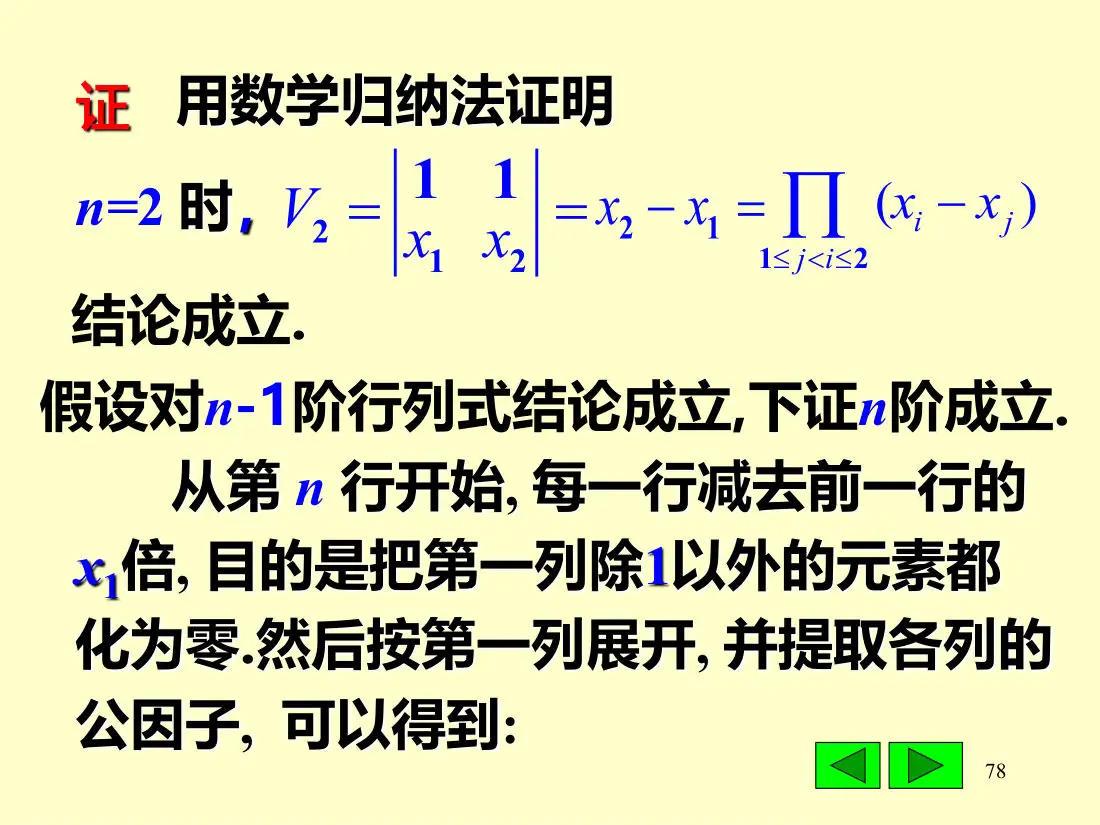 证 用数学归纳法证明
n=2 时, V₂ = |1 1; x₁ x₂| = x₂ − x₁ = ∏_{1≤j<i≤2} (xᵢ − xⱼ)
结论成立.
假设对n-1阶行列式结论成立,下证n阶成立.
从第 n 行开始, 每一行减去前一行的
x₁倍, 目的是把第一列除1以外的元素都
化为零.然后按第一列展开, 并提取各列的
公因子, 可以得到:
78